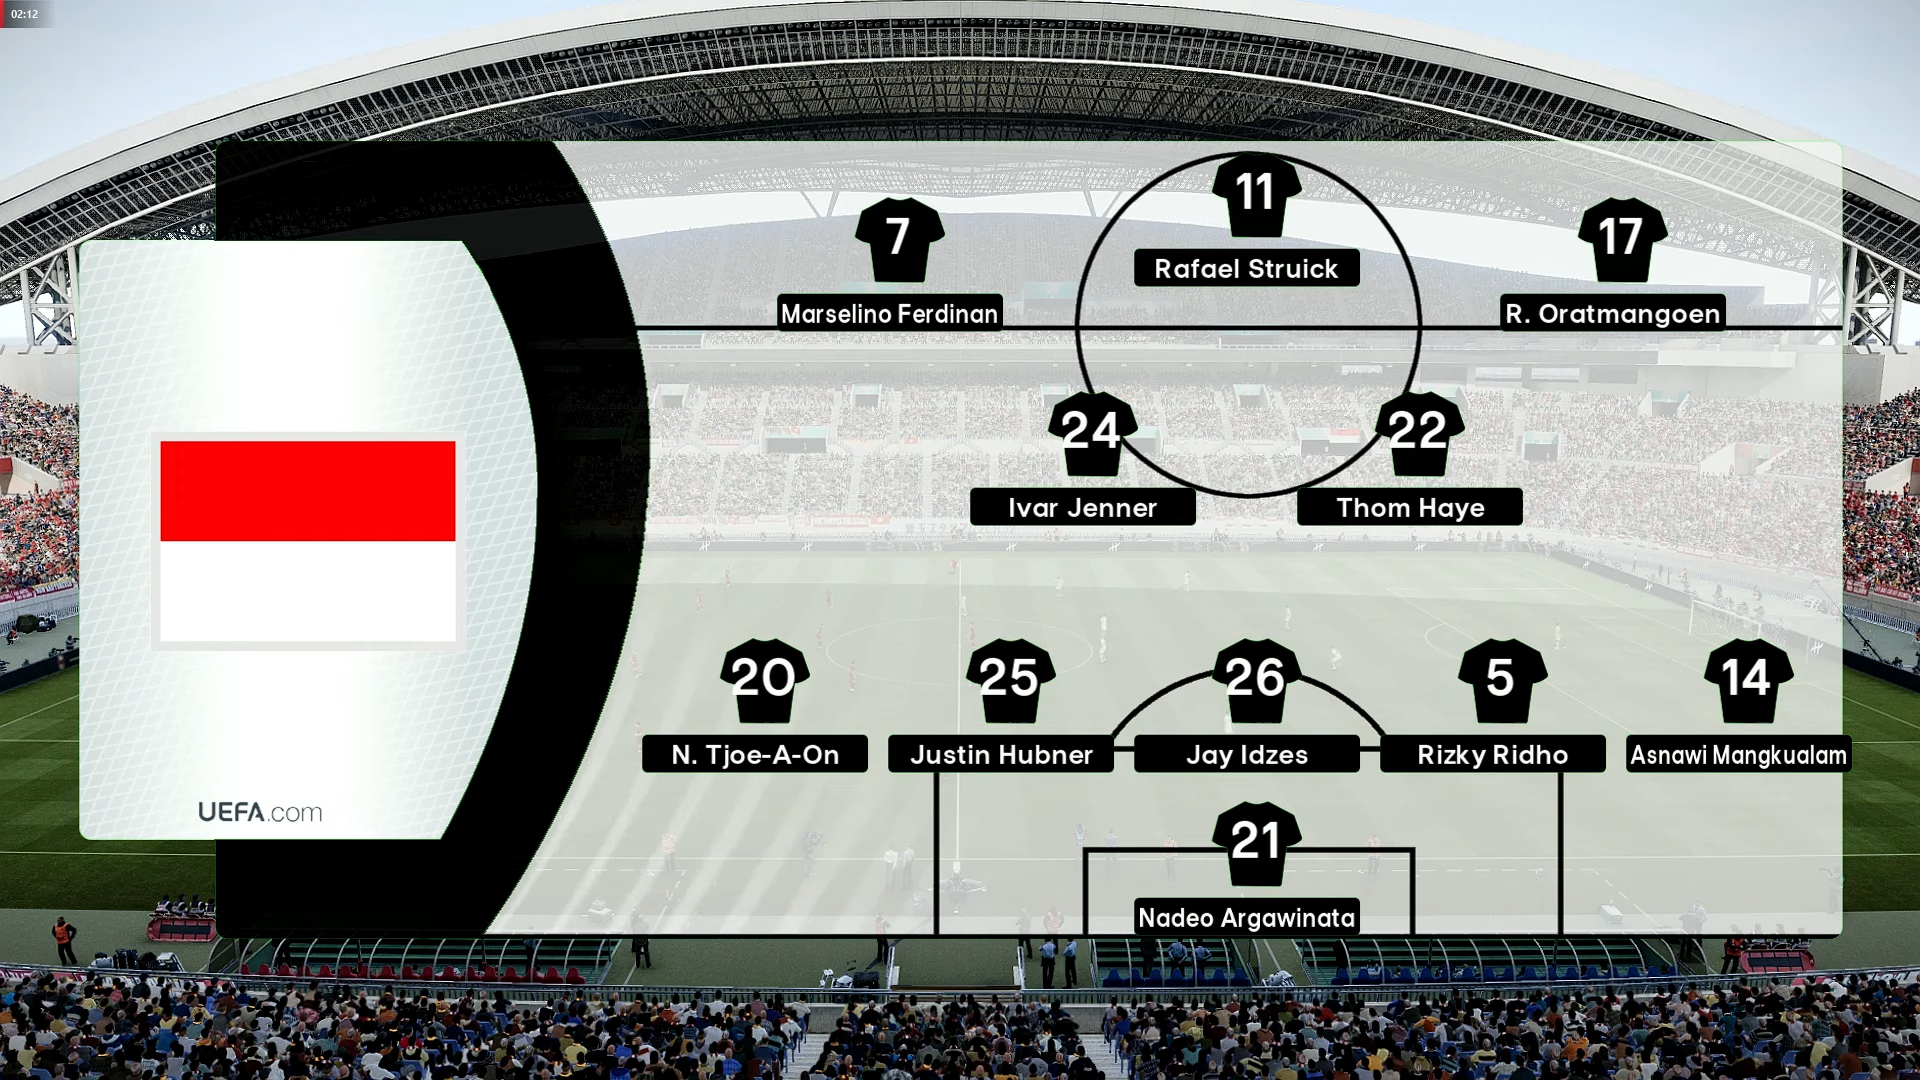 02:12
11
Rafael Struick
7
Marselino Ferdinan
17
R. Oratmangoen
24
Ivar Jenner
22
Thom Haye
20
N. Tjoe-A-On
25
Justin Hubner
26
Jay Idzes
5
Rizky Ridho
14
Asnawi Mangkualam
21
Nadeo Argawinata
UEFA.com